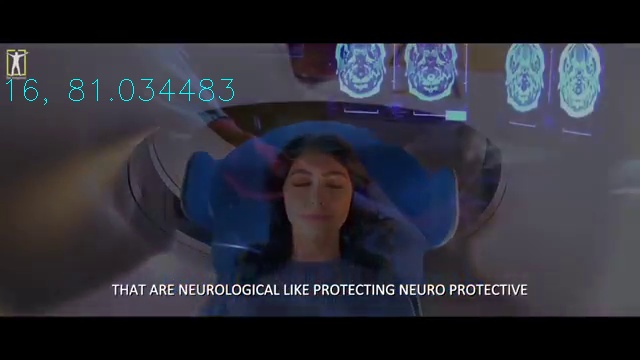 16, 81.034483
THAT ARE NEUROLOGICAL LIKE PROTECTING NEURO PROTECTIVE